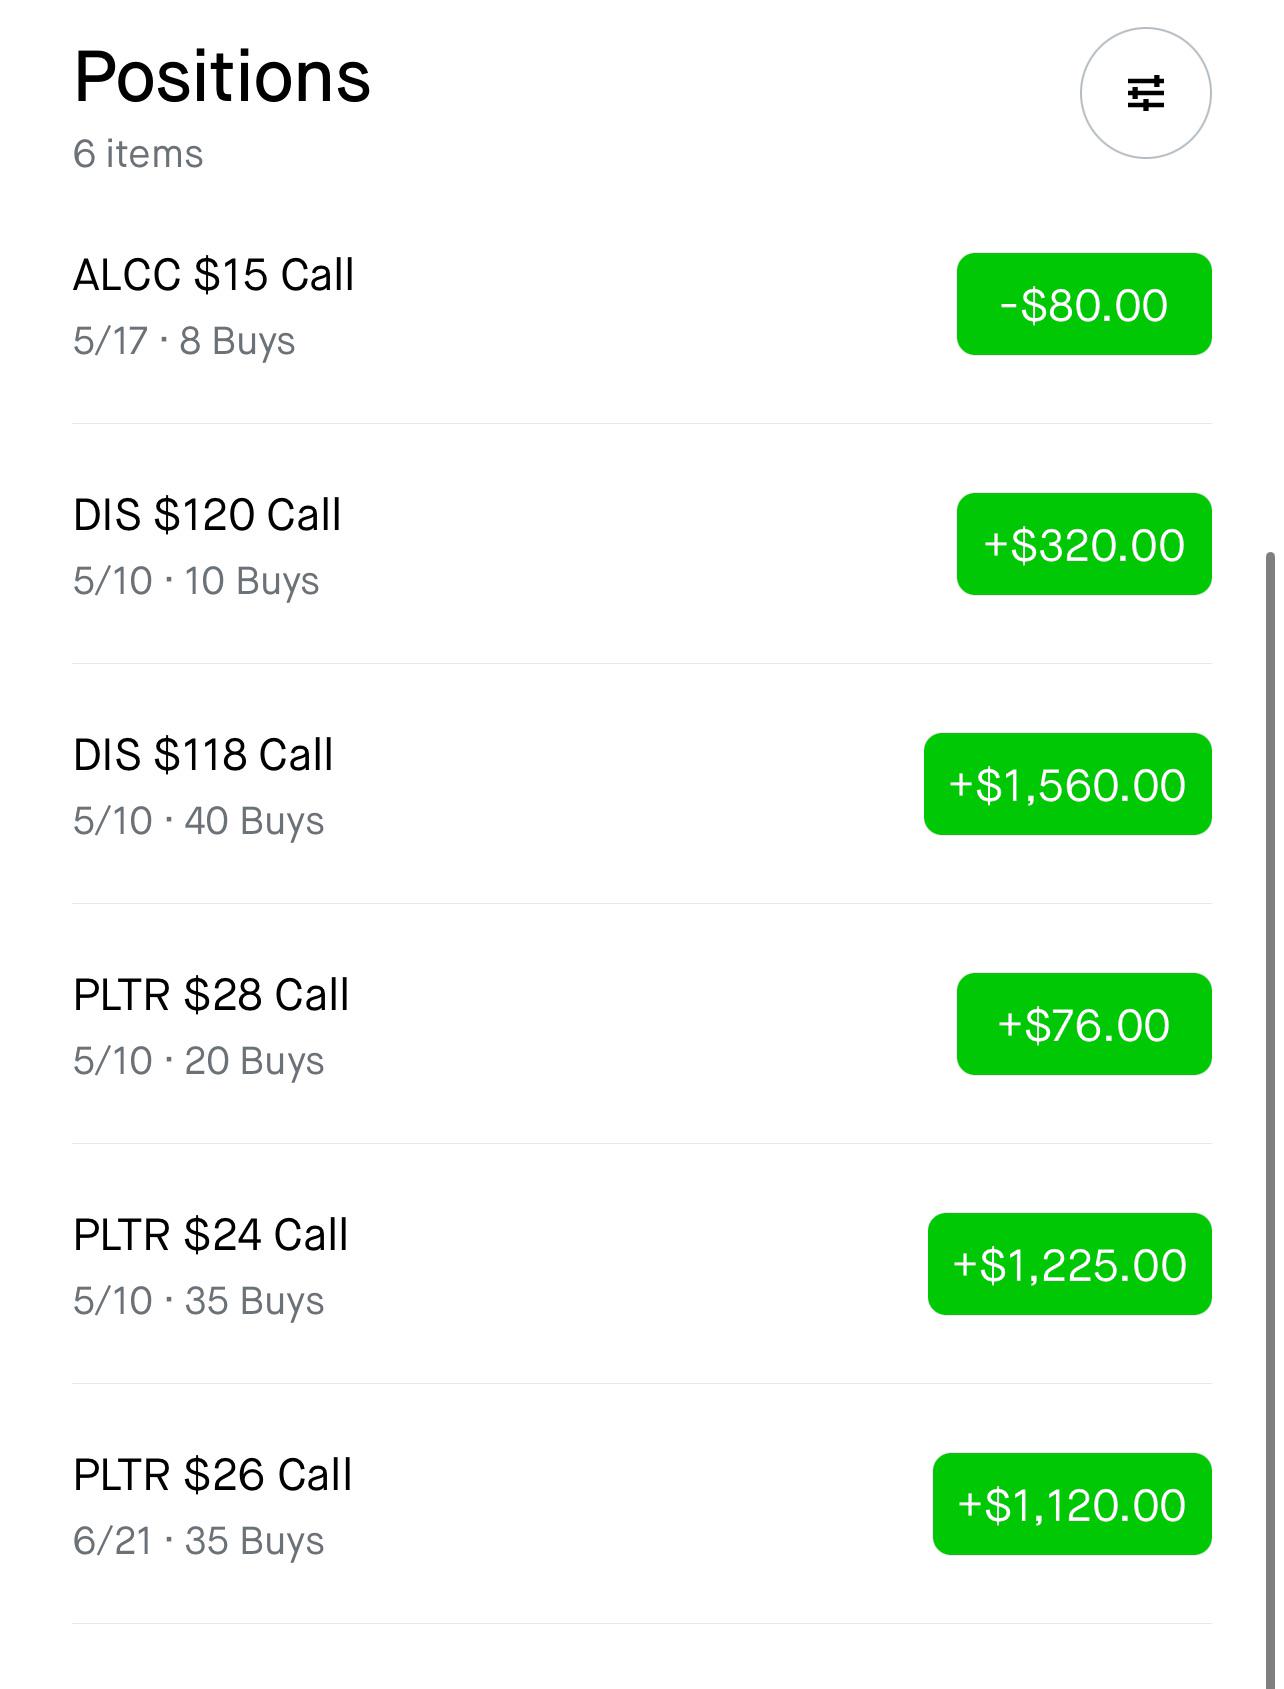 Positions
6 items
ALCC $15 Call
5/17 · 8 Buys
-$80.00
DIS $120 Call
5/10 · 10 Buys
+$320.00
DIS $118 Call
5/10 · 40 Buys
+$1,560.00
PLTR $28 Call
5/10 · 20 Buys
+$76.00
PLTR $24 Call
5/10 · 35 Buys
+$1,225.00
PLTR $26 Call
6/21 · 35 Buys
+$1,120.00